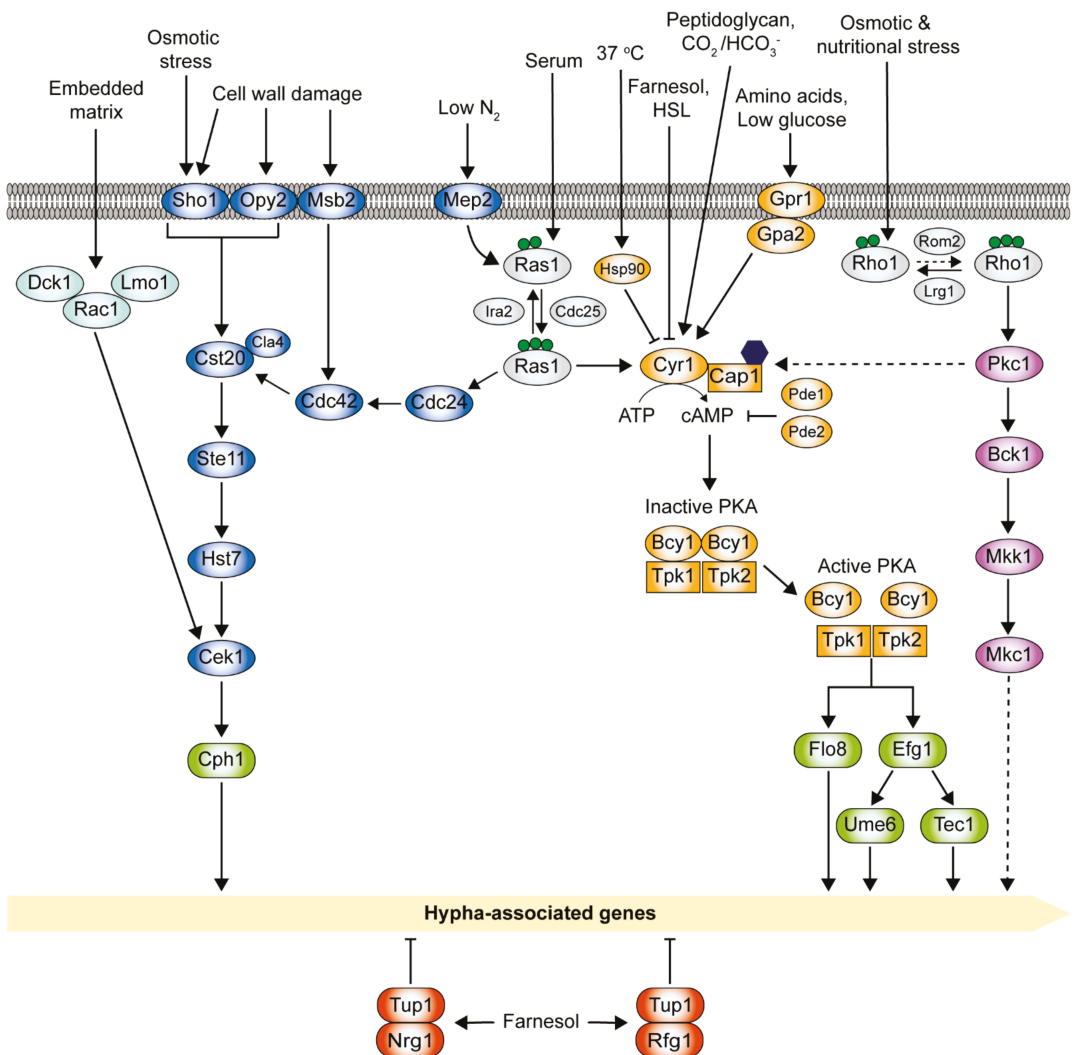 Peptidoglycan,
CO2/HCO3-
Osmotic &
nutritional stress
Osmotic
stress
Serum
37 °C
Farnesol,
HSL
Embedded
matrix
Cell wall damage
Low N2
Amino acids,
Low glucose
Sho1
Opy2
Msb2
Mep2
Gpr1
Gpa2
Ras1
Hsp90
Rho1
Rom2
Rho1
Lrg1
Dck1
Lmo1
Rac1
Ira2
Cdc25
Cla4
Cst20
Ras1
Cyr1
Cap1
Pkc1
Cdc42
Cdc24
ATP
cAMP
Pde1
Pde2
Ste11
Bck1
Inactive PKA
Bcy1
Bcy1
Tpk1
Tpk2
Hst7
Mkk1
Active PKA
Bcy1
Bcy1
Tpk1
Tpk2
Cek1
Mkc1
Cph1
Flo8
Efg1
Ume6
Tec1
Hypha-associated genes
Tup1
Nrg1
Farnesol
Tup1
Rfg1